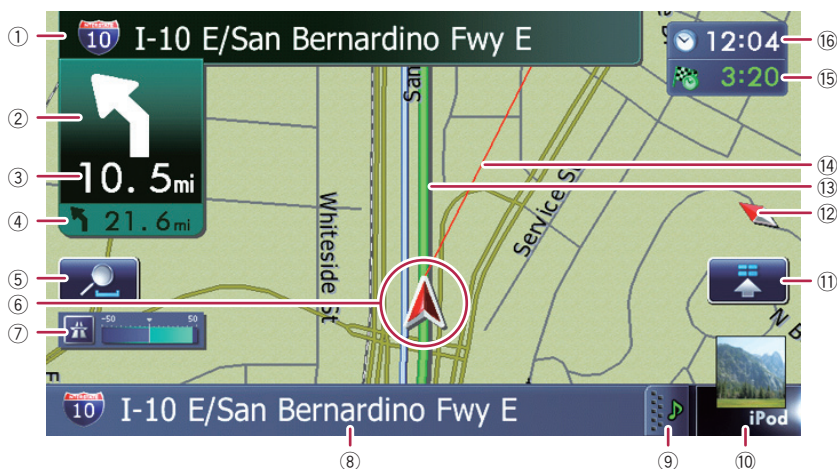 ① 10 I-10 E/San Bernardino Fwy E
12:04 ⑯
3:20 ⑮
②
San
③ 10.5mi
⑭
⑬
④ 21.6mi
⑫
Whiteside St
Service
⑤
⑥
⑪
⑦ -50 50
N B
iPod
10 I-10 E/San Bernardino Fwy E
⑧
⑨
⑩